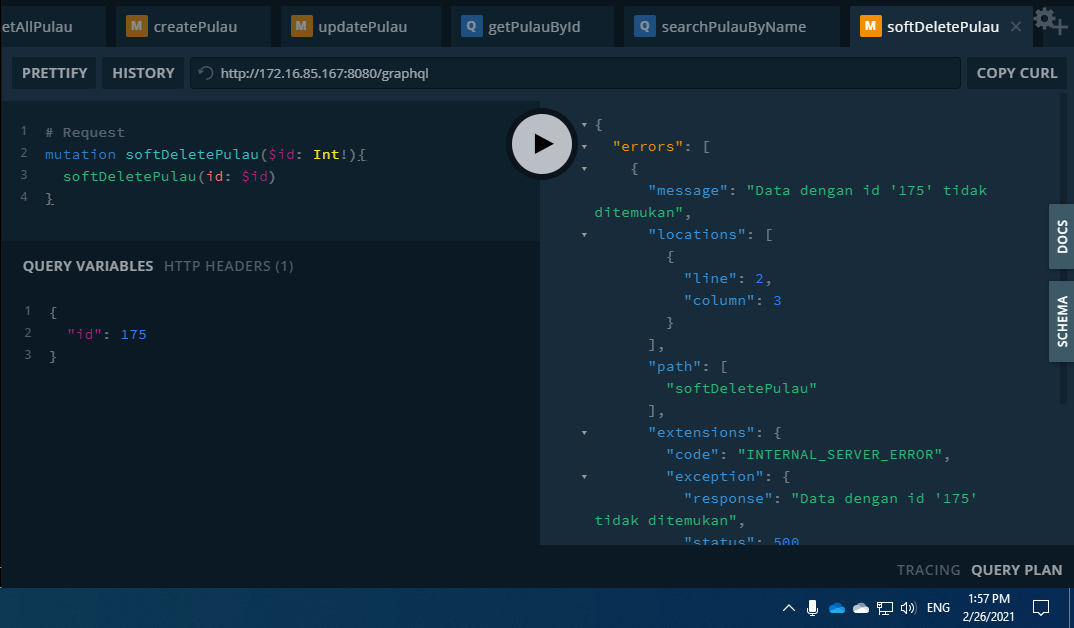 etAllPulau
M createPulau
M updatePulau
Q getPulauById
Q searchPulauByName
M softDeletePulau
PRETTIFY
HISTORY
http://172.16.85.167:8080/graphql
COPY CURL
1 # Request
2 mutation softDeletePulau($id: Int!){
3 softDeletePulau(id: $id)
4 }
QUERY VARIABLES HTTP HEADERS (1)
1 {
2 "id": 175
3 }
{
"errors": [
{
"message": "Data dengan id '175' tidak
ditemukan",
"locations": [
{
"line": 2,
"column": 3
}
],
"path": [
"softDeletePulau"
],
"extensions": {
"code": "INTERNAL_SERVER_ERROR",
"exception": {
"response": "Data dengan id '175'
tidak ditemukan",
"status": 500
DOCS
SCHEMA
TRACING QUERY PLAN
ENG
1:57 PM
2/26/2021